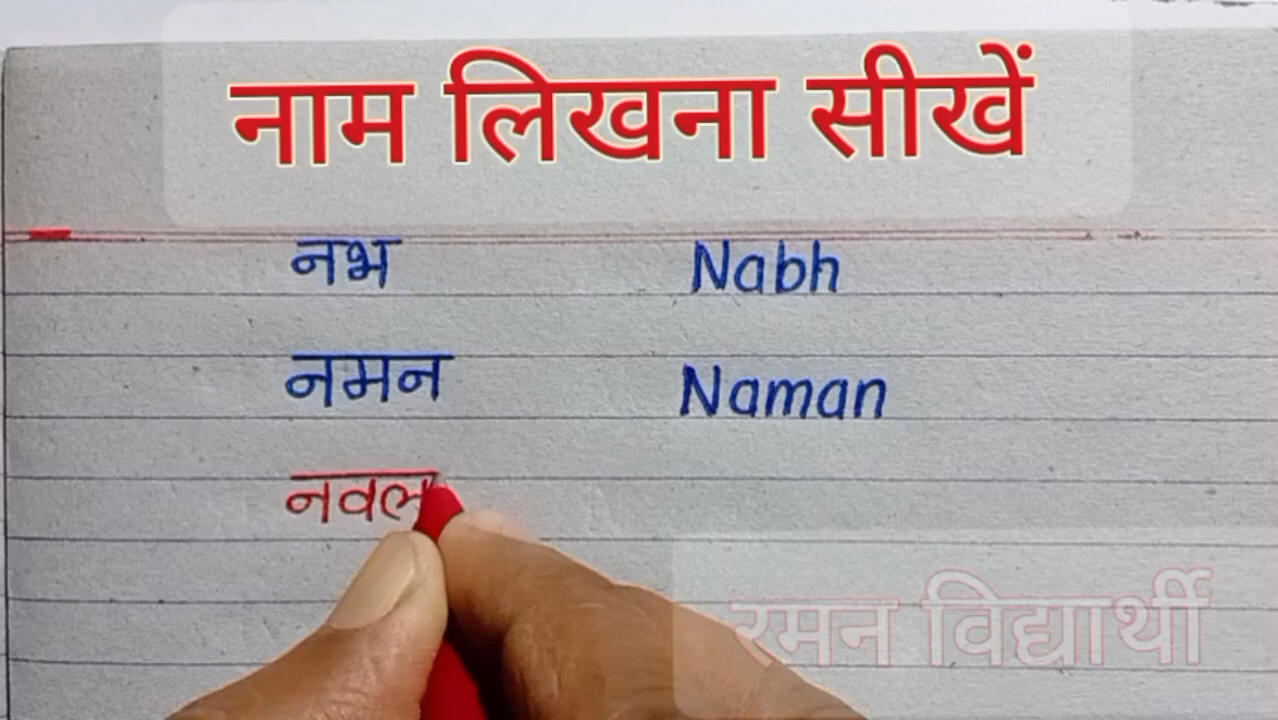 नाम लिखना सीखें
नभ Nabh
नमन Naman
नवल
रमन विद्यार्थी